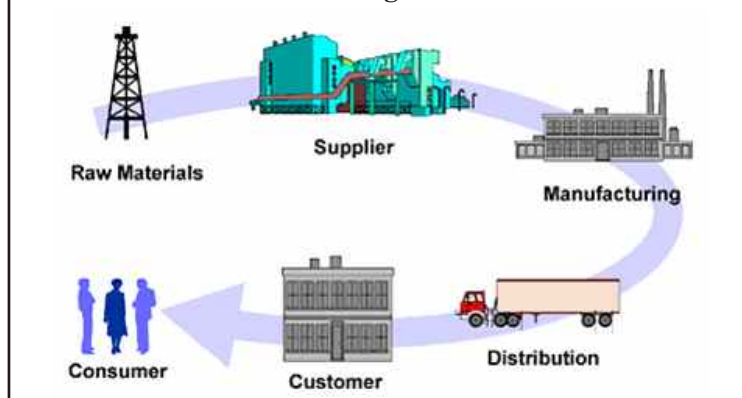 Supplier
Raw Materials
Manufacturing
Distribution
Consumer
Customer